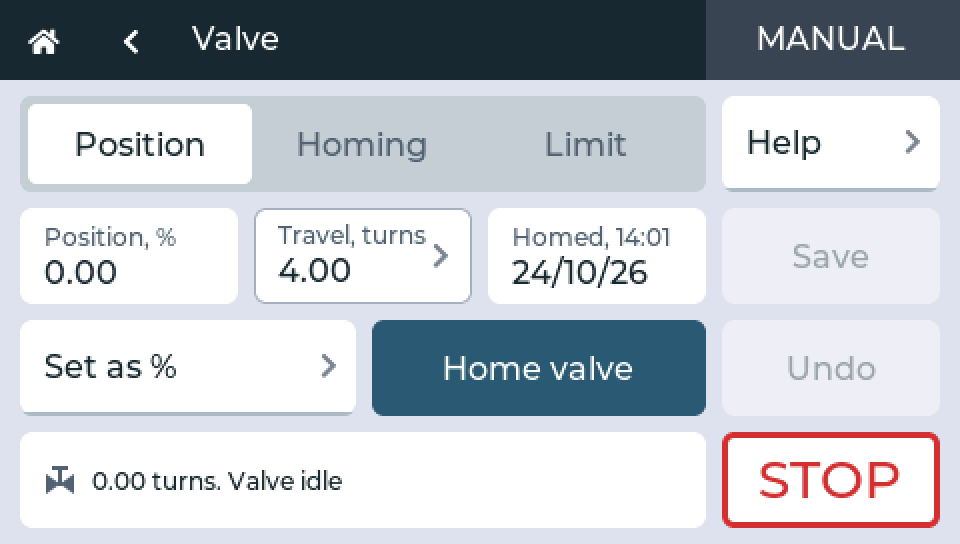 Valve
MANUAL
Position
Homing
Limit
Help
Position, %
0.00
Travel, turns
4.00
Homed, 14:01
24/10/26
Save
Set as %
Home valve
Undo
0.00 turns. Valve idle
STOP